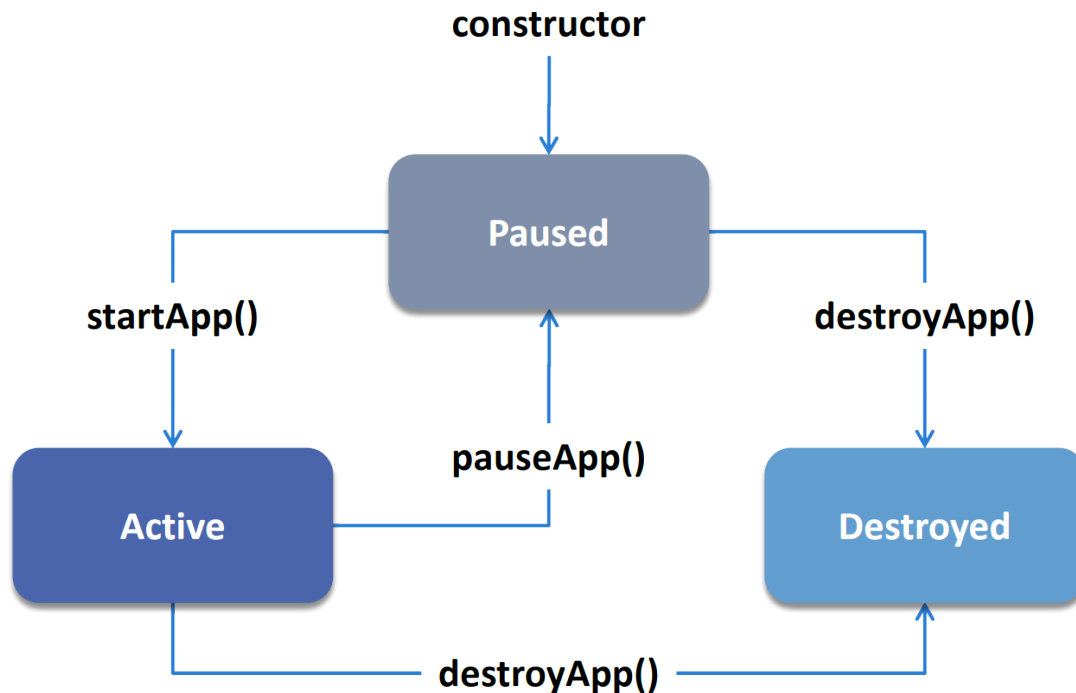 constructor
Paused
startApp()
destroyApp()
pauseApp()
Active
Destroyed
destroyApp()